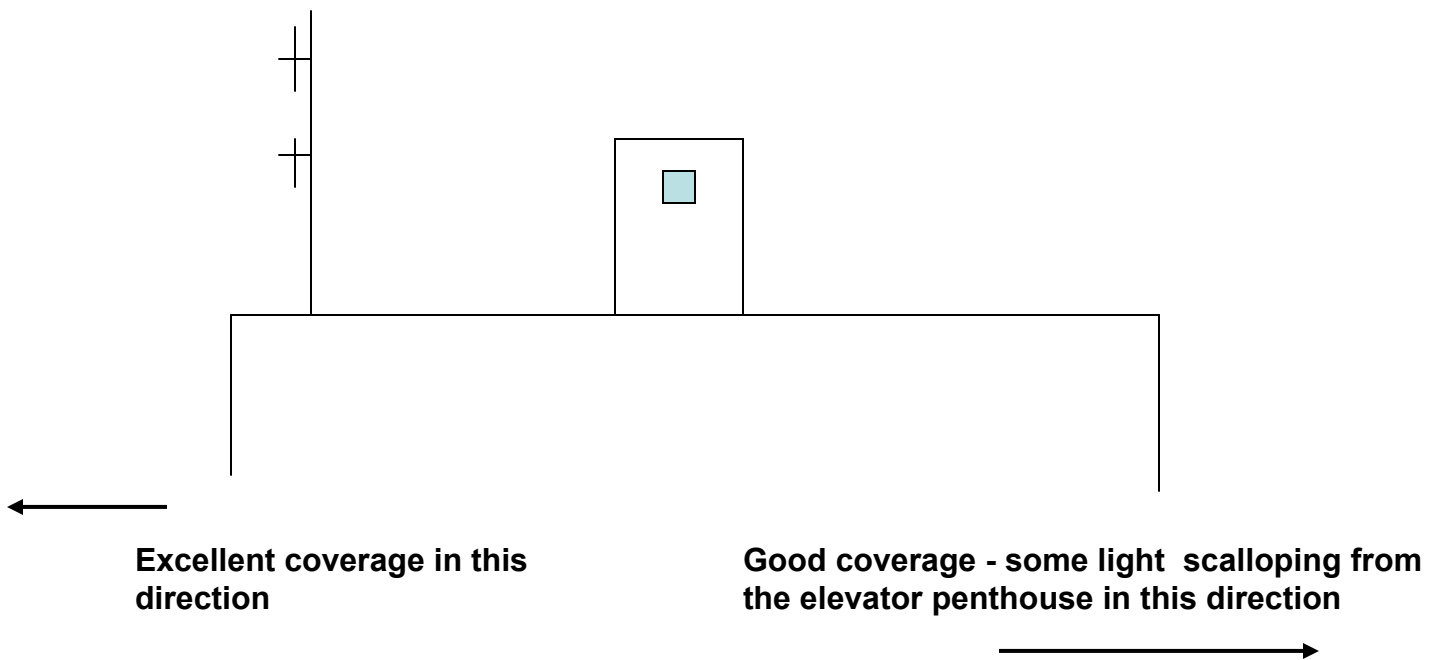 Excellent coverage in this
direction
Good coverage - some light  scalloping from
the elevator penthouse in this direction